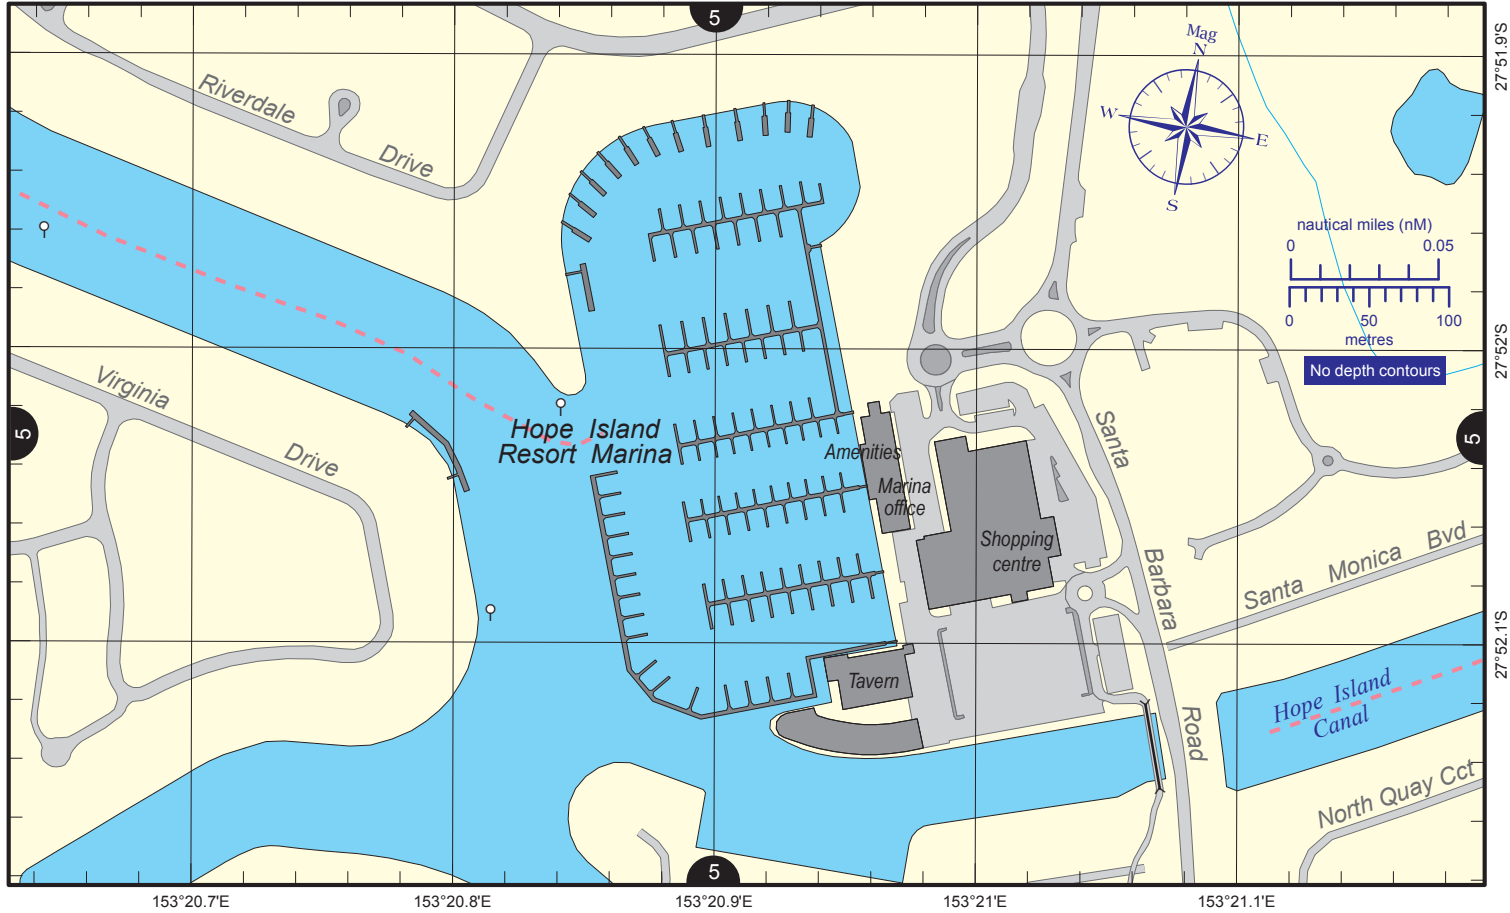 5
27°51.9'S
Mag
N
W
E
S
Riverdale
Drive
nautical miles (nM)
0 0.05
0 50 100
metres
No depth contours
27°52'S
Virginia
Drive
Hope Island
Resort Marina
Amenities
Marina
office
Shopping
centre
Santa
Barbara
Road
5
5
Santa Monica Bvd
27°52.1'S
Tavern
Hope Island
Canal
North Quay Cct
5
153°20.7'E 153°20.8'E 153°20.9'E 153°21'E 153°21.1'E